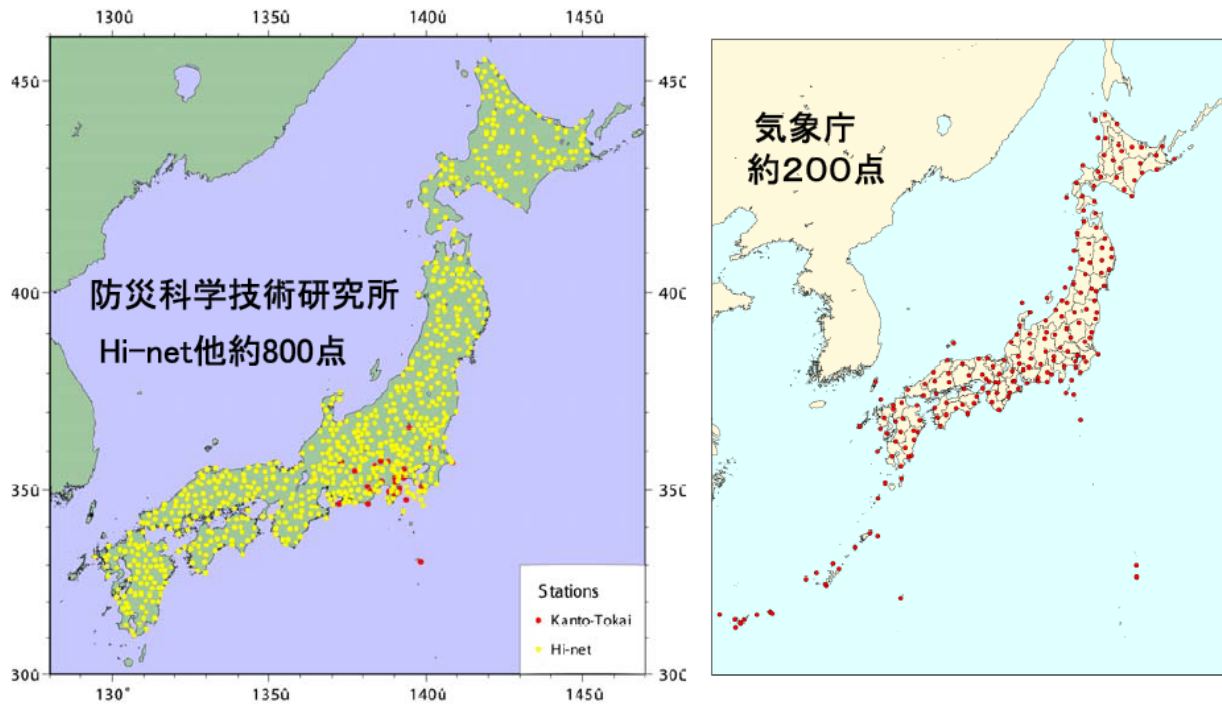 130û 135û 140û 145û
45û 45û
40û 40û
35û 35û
30û 30û
防災科学技術研究所
Hi-net他約800点
Stations
Kanto-Tokai
Hi-net
130° 135û 140û 145û
気象庁
約200点